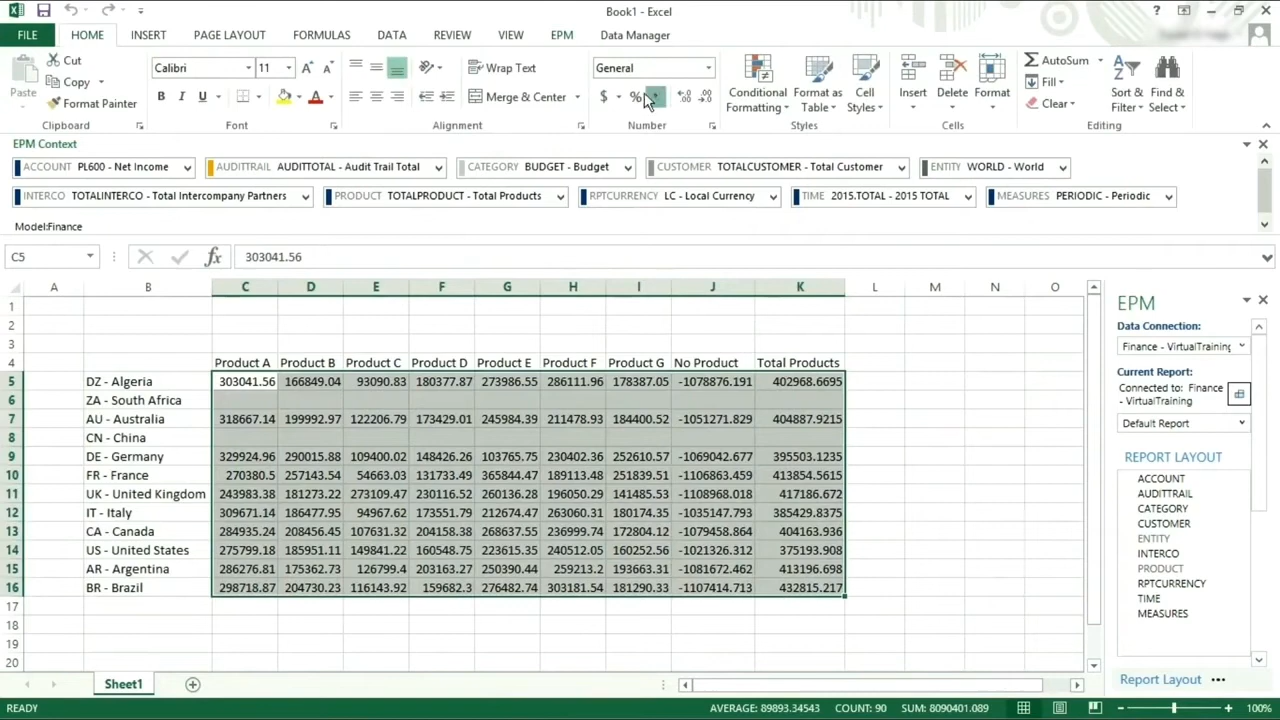 Book1 - Excel
FILE HOME INSERT PAGE LAYOUT FORMULAS DATA REVIEW VIEW EPM Data Manager
Cut Calibri 11 Wrap Text General AutoSum
Paste Copy Conditional Format as Cell Insert Delete Format Fill Sort & Find &
Format Painter B I U A Merge & Center $ % Formatting Table Styles Clear Filter Select
Clipboard Font Alignment Number Styles Cells Editing
EPM Context
ACCOUNT PL600 - Net Income AUDITTRAIL AUDITTOTAL - Audit Trail Total CATEGORY BUDGET - Budget CUSTOMER TOTALCUSTOMER - Total Customer ENTITY WORLD - World
INTERCO TOTALINTERCO - Total Intercompany Partners PRODUCT TOTALPRODUCT - Total Products RPTCURRENCY LC - Local Currency TIME 2015.TOTAL - 2015 TOTAL MEASURES PERIODIC - Periodic
Model:Finance
C5 fx 303041.56
A B C D E F G H I J K L M N O
1
2
3
4 Product A Product B Product C Product D Product E Product F Product G No Product Total Products
5 DZ - Algeria 303041.56 166849.04 93090.83 180377.87 273986.55 286111.96 178387.05 -1078876.191 402968.6695
6 ZA - South Africa
7 AU - Australia 318667.14 199992.97 122206.79 173429.01 245984.39 211478.93 184400.52 -1051271.829 404887.9215
8 CN - China
9 DE - Germany 329924.96 290015.88 109400.02 148426.26 103765.75 230402.36 252610.57 -1069042.677 395503.1235
10 FR - France 270380.5 257143.54 54663.03 131733.49 365844.47 189113.48 251839.51 -1106863.459 413854.5615
11 UK - United Kingdom 243983.38 181273.22 273109.47 230116.52 260136.28 196050.29 141485.53 -1108968.018 417186.672
12 IT - Italy 309671.14 186477.95 94967.62 173551.79 212674.47 263060.31 180174.35 -1035147.793 385429.8375
13 CA - Canada 284935.24 208456.45 107631.32 204158.38 268637.55 236999.74 172804.12 -1079458.864 404163.936
14 US - United States 275799.18 185951.11 149841.22 160548.75 223615.35 240512.05 160252.56 -1021326.312 375193.908
15 AR - Argentina 286276.81 175362.73 126799.4 203163.27 250390.44 259213.2 193663.31 -1081672.462 413196.698
16 BR - Brazil 298718.87 204730.23 116143.92 159682.3 276482.74 303181.54 181290.33 -1107414.713 432815.217
17
18
19
20
EPM
Data Connection:
Finance - VirtualTraining
Current Report:
Connected to: Finance
- VirtualTraining
Default Report
REPORT LAYOUT
ACCOUNT
AUDITTRAIL
CATEGORY
CUSTOMER
ENTITY
INTERCO
PRODUCT
RPTCURRENCY
TIME
MEASURES
Report Layout
Sheet1
READY AVERAGE: 89893.34543 COUNT: 90 SUM: 8090401.089 100%